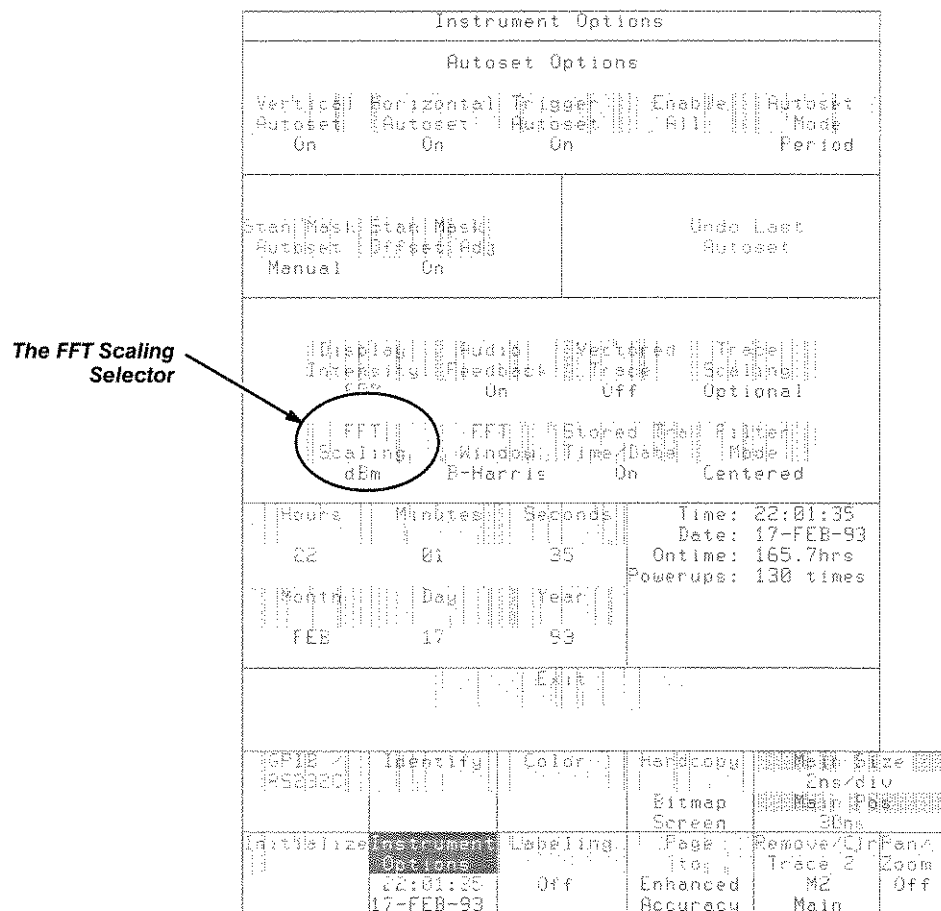 Instrument Options
Autoset Options
Vertical Autoset On
Horizontal Autoset On
Trigger Autoset On
Enable All
Autoset Mode Period
Stan Mask Autoset Manual
Stan Mask Offset Adj On
Undo Last Autoset
The FFT Scaling Selector
Display Intensity
Audio Feedback On
Vectored Trace Off
Trace Scaling Optional
FFT Scaling dBm
FFT Window B-Harris
Stored Tra Time/Date On
Filter Mode Centered
Hours 22
Minutes 01
Seconds 35
Time: 22:01:35
Date: 17-FEB-93
Ontime: 165.7hrs
Powerups: 130 times
Month FEB
Day 17
Year 93
Exit
GPIB / RS232C
Identify
Color
Hardcopy Bitmap Screen
Main Size 2ns/div
Main Pos 30ns
Initialize
Instrument Options 22:01:35 17-FEB-93
Labeling Off
Page to Enhanced Accuracy
Remove/Clr Trace 2 M2 Main
Pan/ Zoom Off